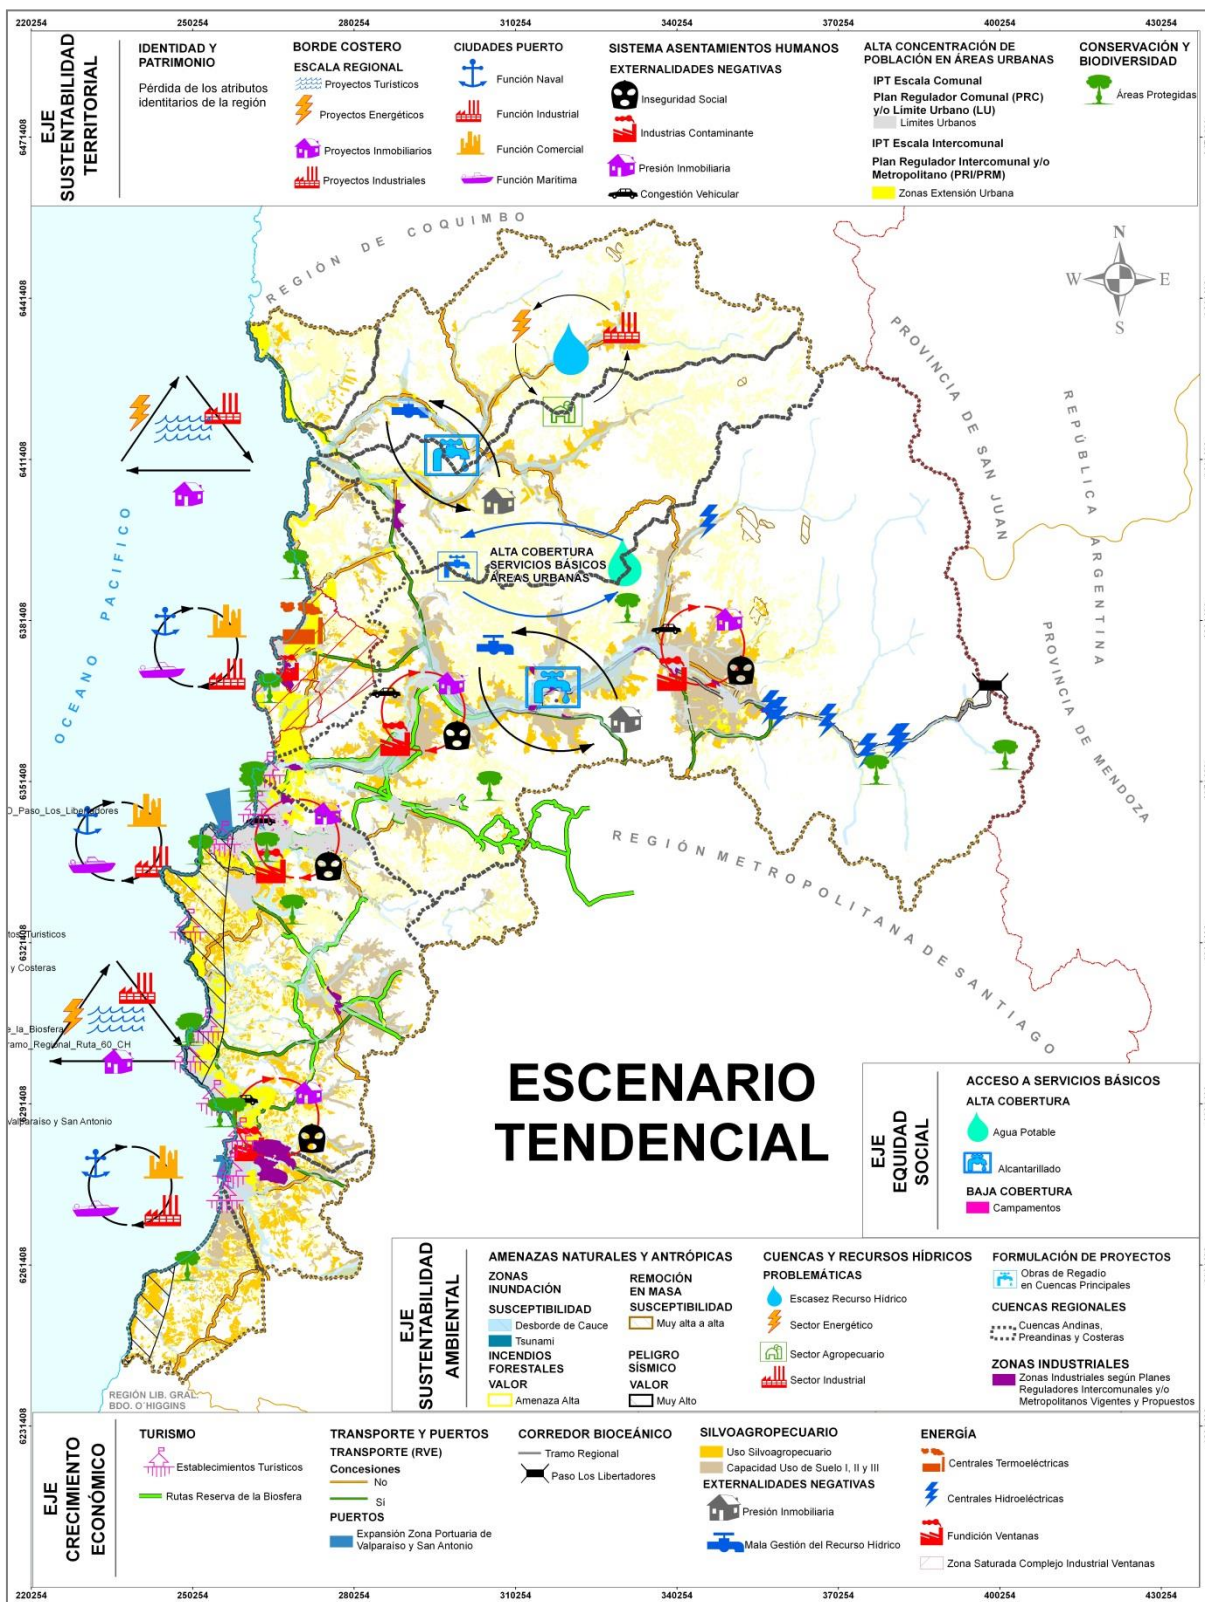 220254 250254 280254 310254 340254 370254 400254 430254
EJE
SUSTENTABILIDAD
TERRITORIAL
IDENTIDAD Y
PATRIMONIO
Pérdida de los atributos
identitarios de la región
BORDE COSTERO
ESCALA REGIONAL
Proyectos Turísticos
Proyectos Energéticos
Proyectos Inmobiliarios
Proyectos Industriales
CIUDADES PUERTO
Función Naval
Función Industrial
Función Comercial
Función Marítima
SISTEMA ASENTAMIENTOS HUMANOS
EXTERNALIDADES NEGATIVAS
Inseguridad Social
Industrias Contaminante
Presión Inmobiliaria
Congestión Vehicular
ALTA CONCENTRACIÓN DE
POBLACIÓN EN ÁREAS URBANAS
IPT Escala Comunal
Plan Regulador Comunal (PRC)
y/o Límite Urbano (LU)
Límites Urbanos
IPT Escala Intercomunal
Plan Regulador Intercomunal y/o
Metropolitano (PRI/PRM)
Zonas Extensión Urbana
CONSERVACIÓN Y
BIODIVERSIDAD
Áreas Protegidas
6471408
6441408
6411408
6381408
6351408
6321408
6291408
6261408
6231408
REGIÓN DE COQUIMBO
N
W E
S
PROVINCIA DE SAN JUAN
REPÚBLICA ARGENTINA
PROVINCIA DE MENDOZA
OCEANO PACIFICO
ALTA COBERTURA
SERVICIOS BÁSICOS
ÁREAS URBANAS
O_Paso_Los_Libertadores
REGIÓN METROPOLITANA DE SANTIAGO
tos_Turisticos
y Costeras
e_la_Biosfera
ramo_Regional_Ruta_60_CH
Valparaíso y San Antonio
REGIÓN LIB. GRAL.
BDO. O'HIGGINS
ESCENARIO
TENDENCIAL
EJE
EQUIDAD
SOCIAL
ACCESO A SERVICIOS BÁSICOS
ALTA COBERTURA
Agua Potable
Alcantarillado
BAJA COBERTURA
Campamentos
EJE
SUSTENTABILIDAD
AMBIENTAL
AMENAZAS NATURALES Y ANTRÓPICAS
ZONAS
INUNDACIÓN
SUSCEPTIBILIDAD
Desborde de Cauce
Tsunami
INCENDIOS
FORESTALES
VALOR
Amenaza Alta
REMOCIÓN
EN MASA
SUSCEPTIBILIDAD
Muy alta a alta
PELIGRO
SÍSMICO
VALOR
Muy Alto
CUENCAS Y RECURSOS HÍDRICOS
PROBLEMÁTICAS
Escasez Recurso Hídrico
Sector Energético
Sector Agropecuario
Sector Industrial
FORMULACIÓN DE PROYECTOS
Obras de Regadío
en Cuencas Principales
CUENCAS REGIONALES
Cuencas Andinas,
Preandinas y Costeras
ZONAS INDUSTRIALES
Zonas Industriales según Planes
Reguladores Intercomunales y/o
Metropolitanos Vigentes y Propuestos
EJE
CRECIMIENTO
ECONÓMICO
TURISMO
Establecimientos Turísticos
Rutas Reserva de la Biosfera
TRANSPORTE Y PUERTOS
TRANSPORTE (RVE)
Concesiones
No
Si
PUERTOS
Expansión Zona Portuaria de
Valparaíso y San Antonio
CORREDOR BIOCEÁNICO
Tramo Regional
Paso Los Libertadores
SILVOAGROPECUARIO
Uso Silvoagropecuario
Capacidad Uso de Suelo I, II y III
EXTERNALIDADES NEGATIVAS
Presión Inmobiliaria
Mala Gestión del Recurso Hídrico
ENERGÍA
Centrales Termoeléctricas
Centrales Hidroeléctricas
Fundición Ventanas
Zona Saturada Complejo Industrial Ventanas
220254 250254 280254 310254 340254 370254 400254 430254